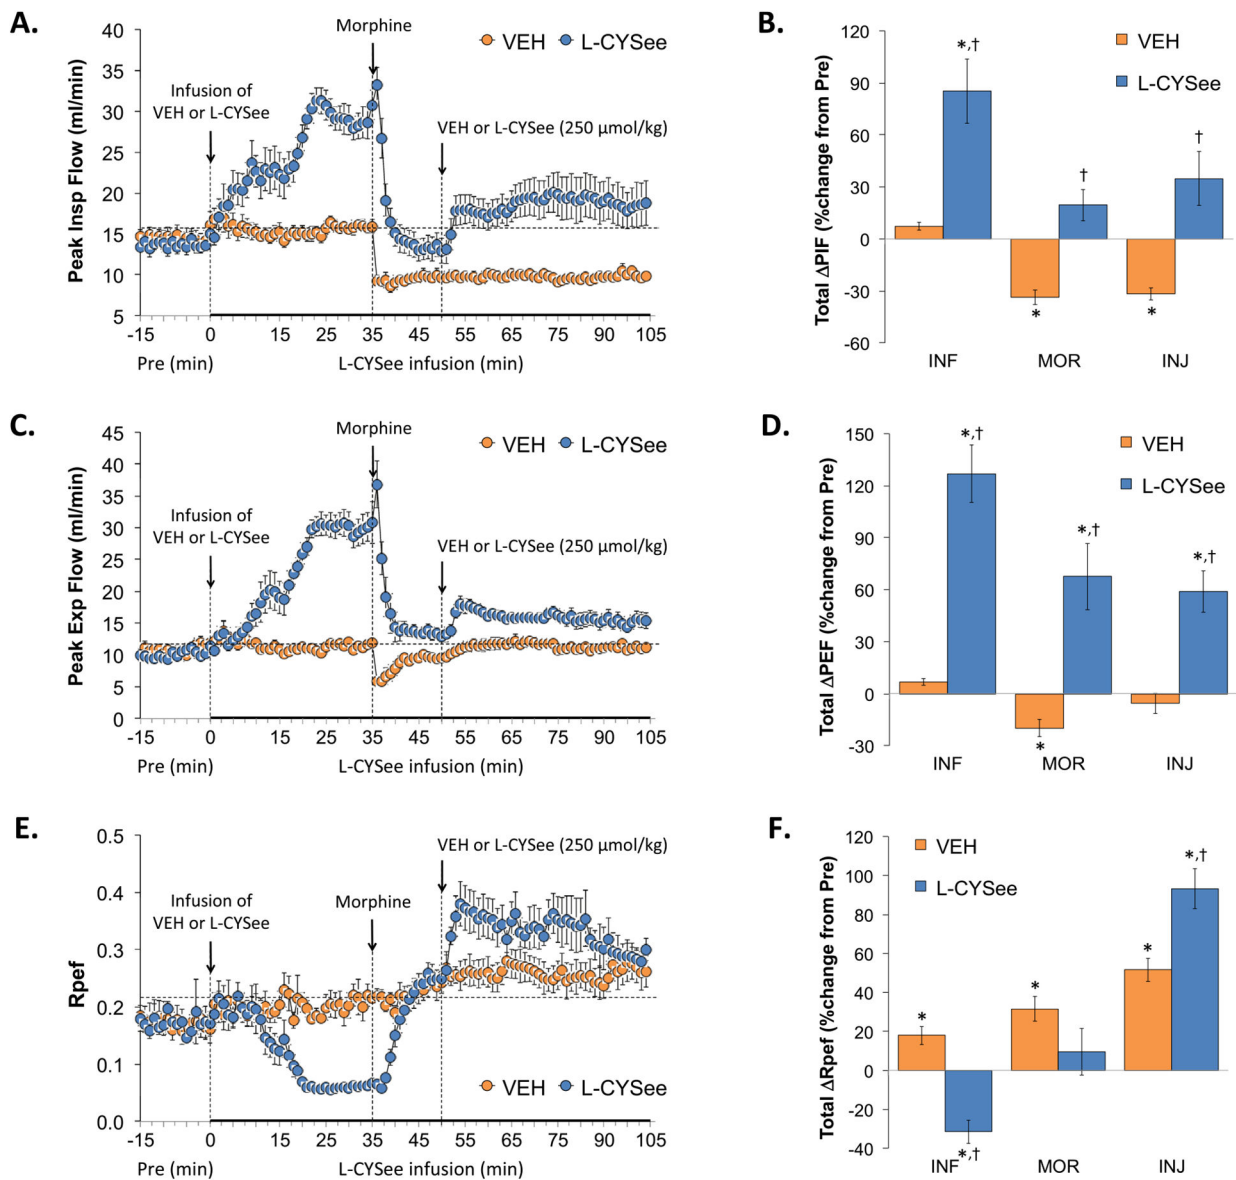 A.
Peak Insp Flow (ml/min)
40
35
30
25
20
15
10
5
Morphine
VEH L-CYSee
Infusion of
VEH or L-CYSee
VEH or L-CYSee (250 µmol/kg)
-15 0 15 25 35 45 55 65 75 90 105
Pre (min) L-CYSee infusion (min)
B.
Total ΔPIF (%change from Pre)
120
90
60
30
0
-30
-60
VEH
L-CYSee
*,†
†
†
*
*
INF MOR INJ
C.
Peak Exp Flow (ml/min)
45
40
35
30
25
20
15
10
5
0
Morphine
VEH L-CYSee
Infusion of
VEH or L-CYSee
VEH or L-CYSee (250 µmol/kg)
-15 0 15 25 35 45 55 65 75 90 105
Pre (min) L-CYSee infusion (min)
D.
Total ΔPEF (%change from Pre)
150
120
90
60
30
0
-30
VEH
L-CYSee
*,†
*,†
*,†
*
INF MOR INJ
E.
Rpef
0.5
0.4
0.3
0.2
0.1
0.0
VEH or L-CYSee (250 µmol/kg)
Infusion of
VEH or L-CYSee
Morphine
VEH L-CYSee
-15 0 15 25 35 45 55 65 75 90 105
Pre (min) L-CYSee infusion (min)
F.
Total ΔRpef (%change from Pre)
120
100
80
60
40
20
0
-20
-40
VEH
L-CYSee
*,†
*
*
*
*,†
INF MOR INJ